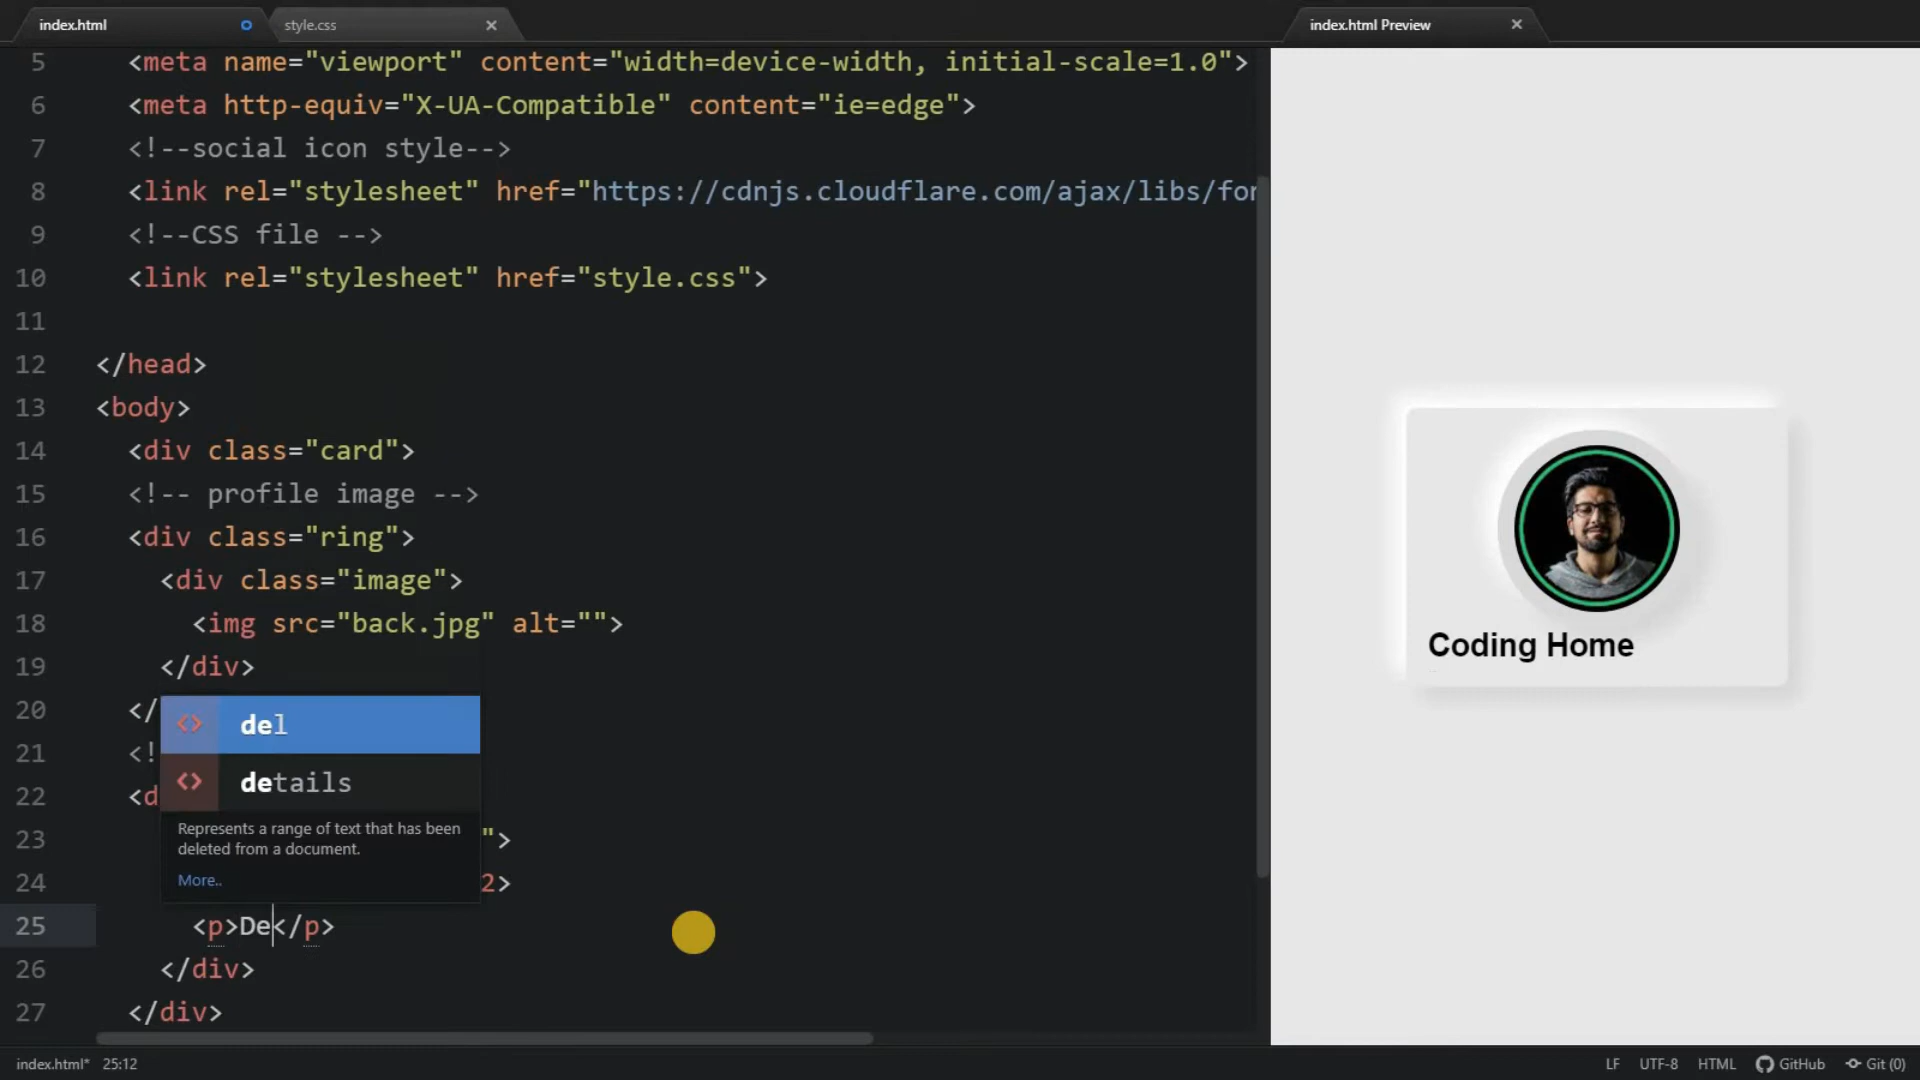 index.html
style.css
index.html Preview
5 <meta name="viewport" content="width=device-width, initial-scale=1.0">
6 <meta http-equiv="X-UA-Compatible" content="ie=edge">
7 <!--social icon style-->
8 <link rel="stylesheet" href="https://cdnjs.cloudflare.com/ajax/libs/for
9 <!--CSS file -->
10 <link rel="stylesheet" href="style.css">
11
12 </head>
13 <body>
14 <div class="card">
15 <!-- profile image -->
16 <div class="ring">
17 <div class="image">
18 <img src="back.jpg" alt="">
19 </div>
20 </
21 <!
22 <d
23 ">
24 2>
25 <p>De</p>
26 </div>
27 </div>
del
details
Represents a range of text that has been
deleted from a document.
More..
Coding Home
index.html* 25:12
LF UTF-8 HTML GitHub Git (0)